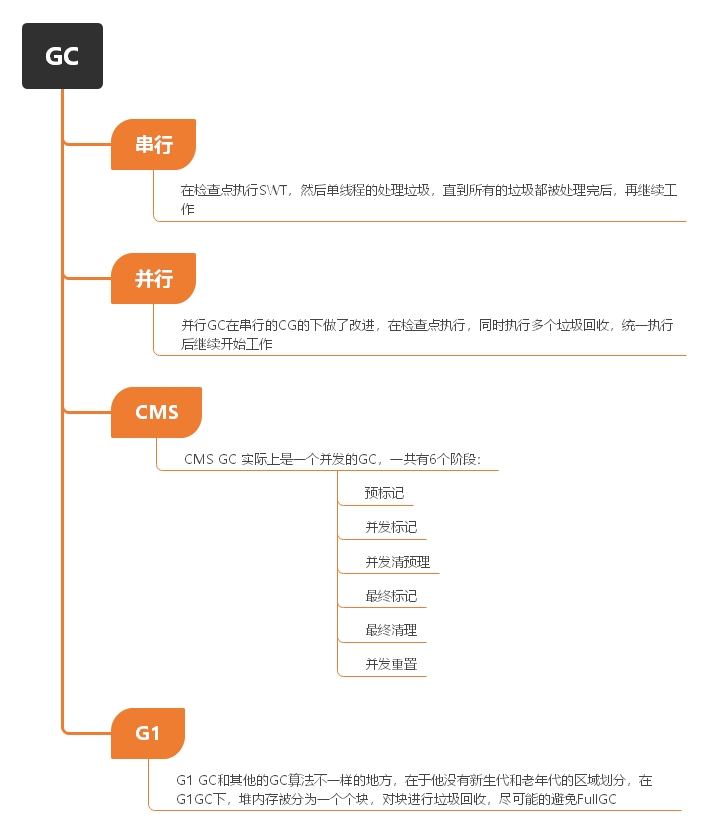 GC
串行
在检查点执行SWT，然后单线程的处理垃圾，直到所有的垃圾都被处理完后，再继续工
作
并行
并行GC在串行的CG的下做了改进，在检查点执行，同时执行多个垃圾回收，统一执行
后继续开始工作
CMS
CMS GC 实际上是一个并发的GC，一共有6个阶段：
预标记
并发标记
并发清预理
最终标记
最终清理
并发重置
G1
G1 GC和其他的GC算法不一样的地方，在于他没有新生代和老年代的区域划分，在
G1GC下，堆内存被分为一个个块，对块进行垃圾回收，尽可能的避免FullGC